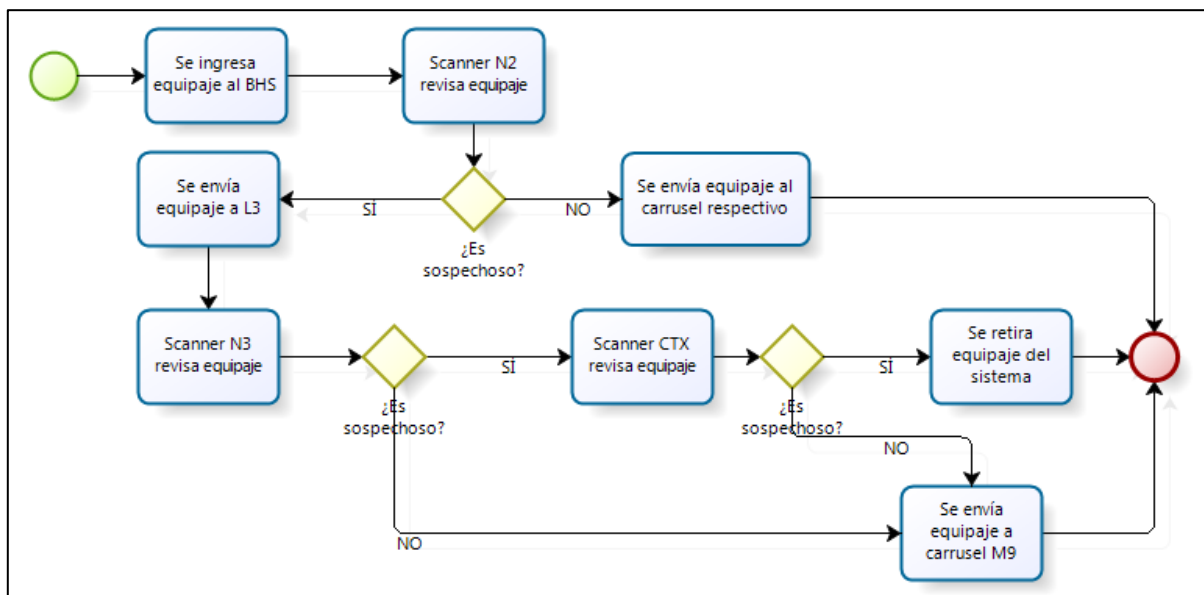 Se ingresa
equipaje al BHS
Scanner N2
revisa equipaje
Se envía
equipaje a L3
SÍ
NO
Se envía equipaje al
carrusel respectivo
¿Es
sospechoso?
Scanner N3
revisa equipaje
SÍ
¿Es
sospechoso?
Scanner CTX
revisa equipaje
SÍ
¿Es
sospechoso?
Se retira
equipaje del
sistema
NO
NO
Se envía
equipaje a
carrusel M9